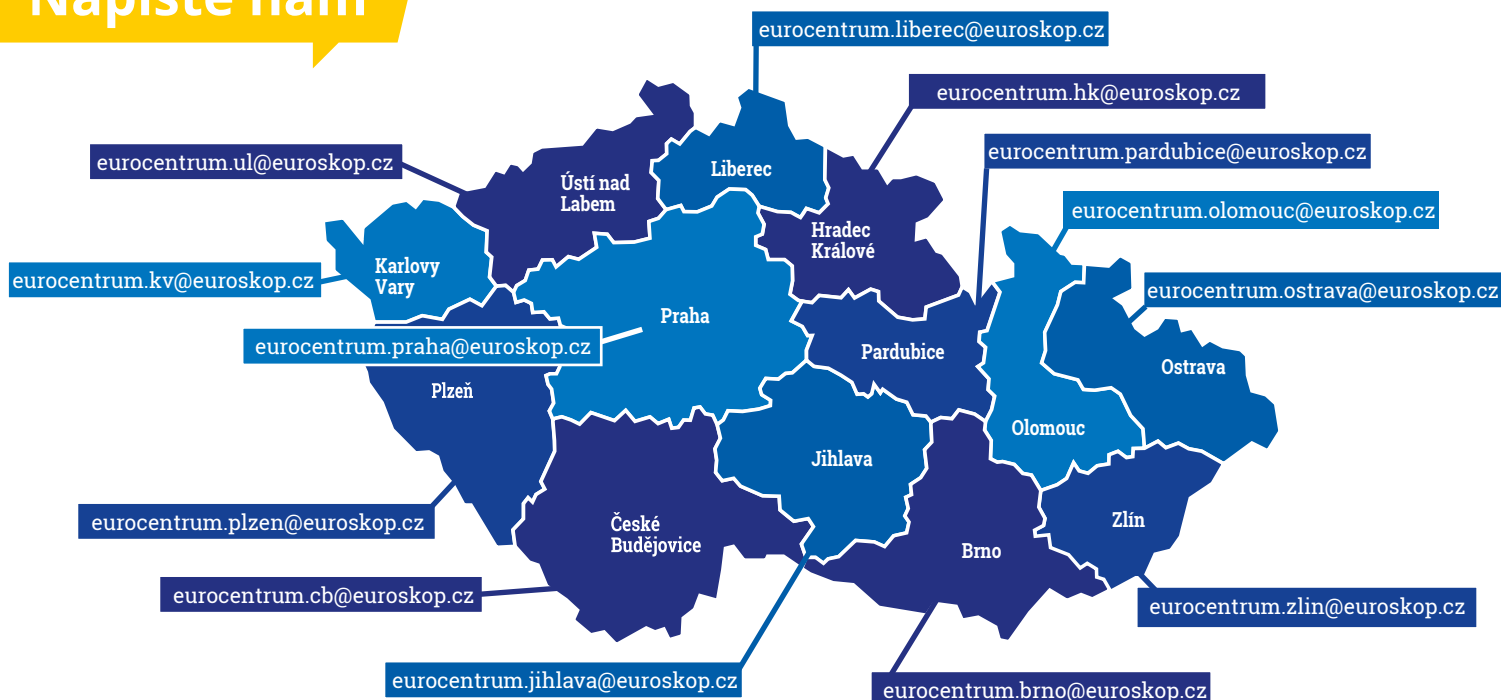 Napište nám
eurocentrum.liberec@euroskop.cz
eurocentrum.hk@euroskop.cz
eurocentrum.ul@euroskop.cz
eurocentrum.pardubice@euroskop.cz
Liberec
Ústí nad
Labem
eurocentrum.olomouc@euroskop.cz
Hradec
Králové
Karlovy
Vary
eurocentrum.kv@euroskop.cz
eurocentrum.ostrava@euroskop.cz
Praha
eurocentrum.praha@euroskop.cz
Pardubice
Ostrava
Plzeň
Olomouc
Jihlava
eurocentrum.plzen@euroskop.cz
České
Budějovice
Zlín
Brno
eurocentrum.cb@euroskop.cz
eurocentrum.zlin@euroskop.cz
eurocentrum.jihlava@euroskop.cz
eurocentrum.brno@euroskop.cz